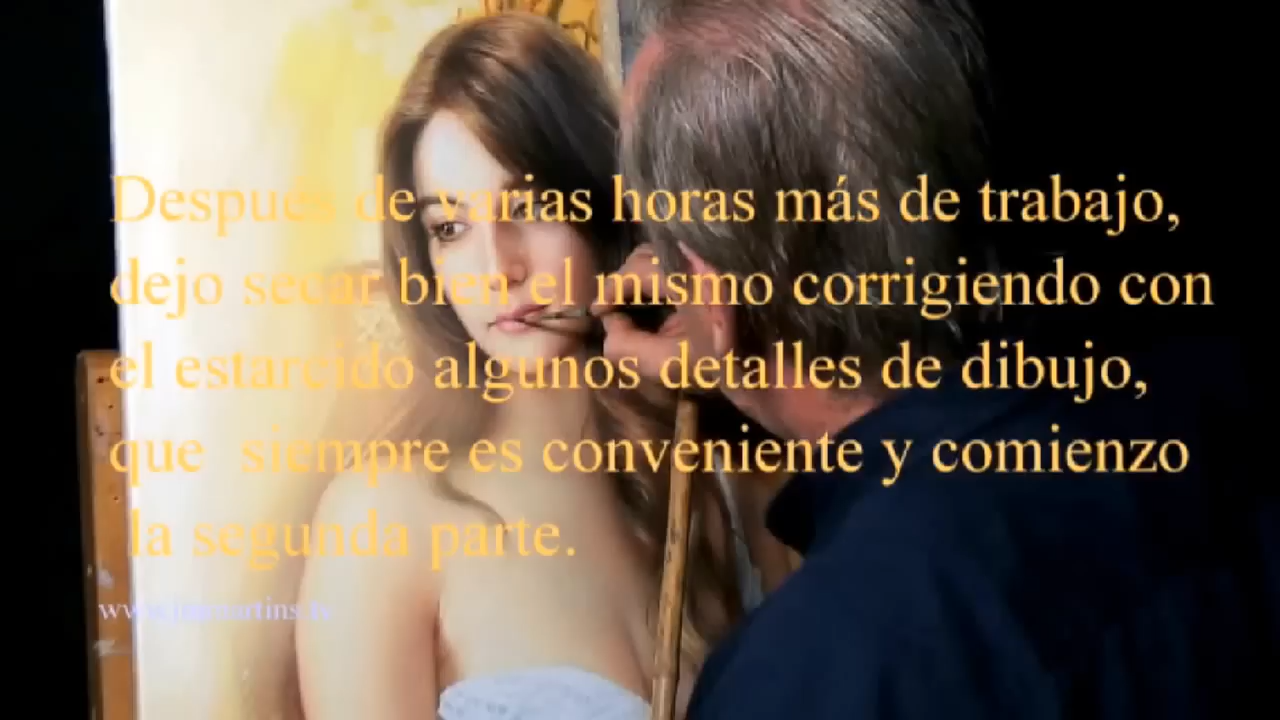 Después de varias horas más de trabajo,
dejo secar bien el mismo corrigiendo con
el estarcido algunos detalles de dibujo,
que siempre es conveniente y comienzo
la segunda parte.